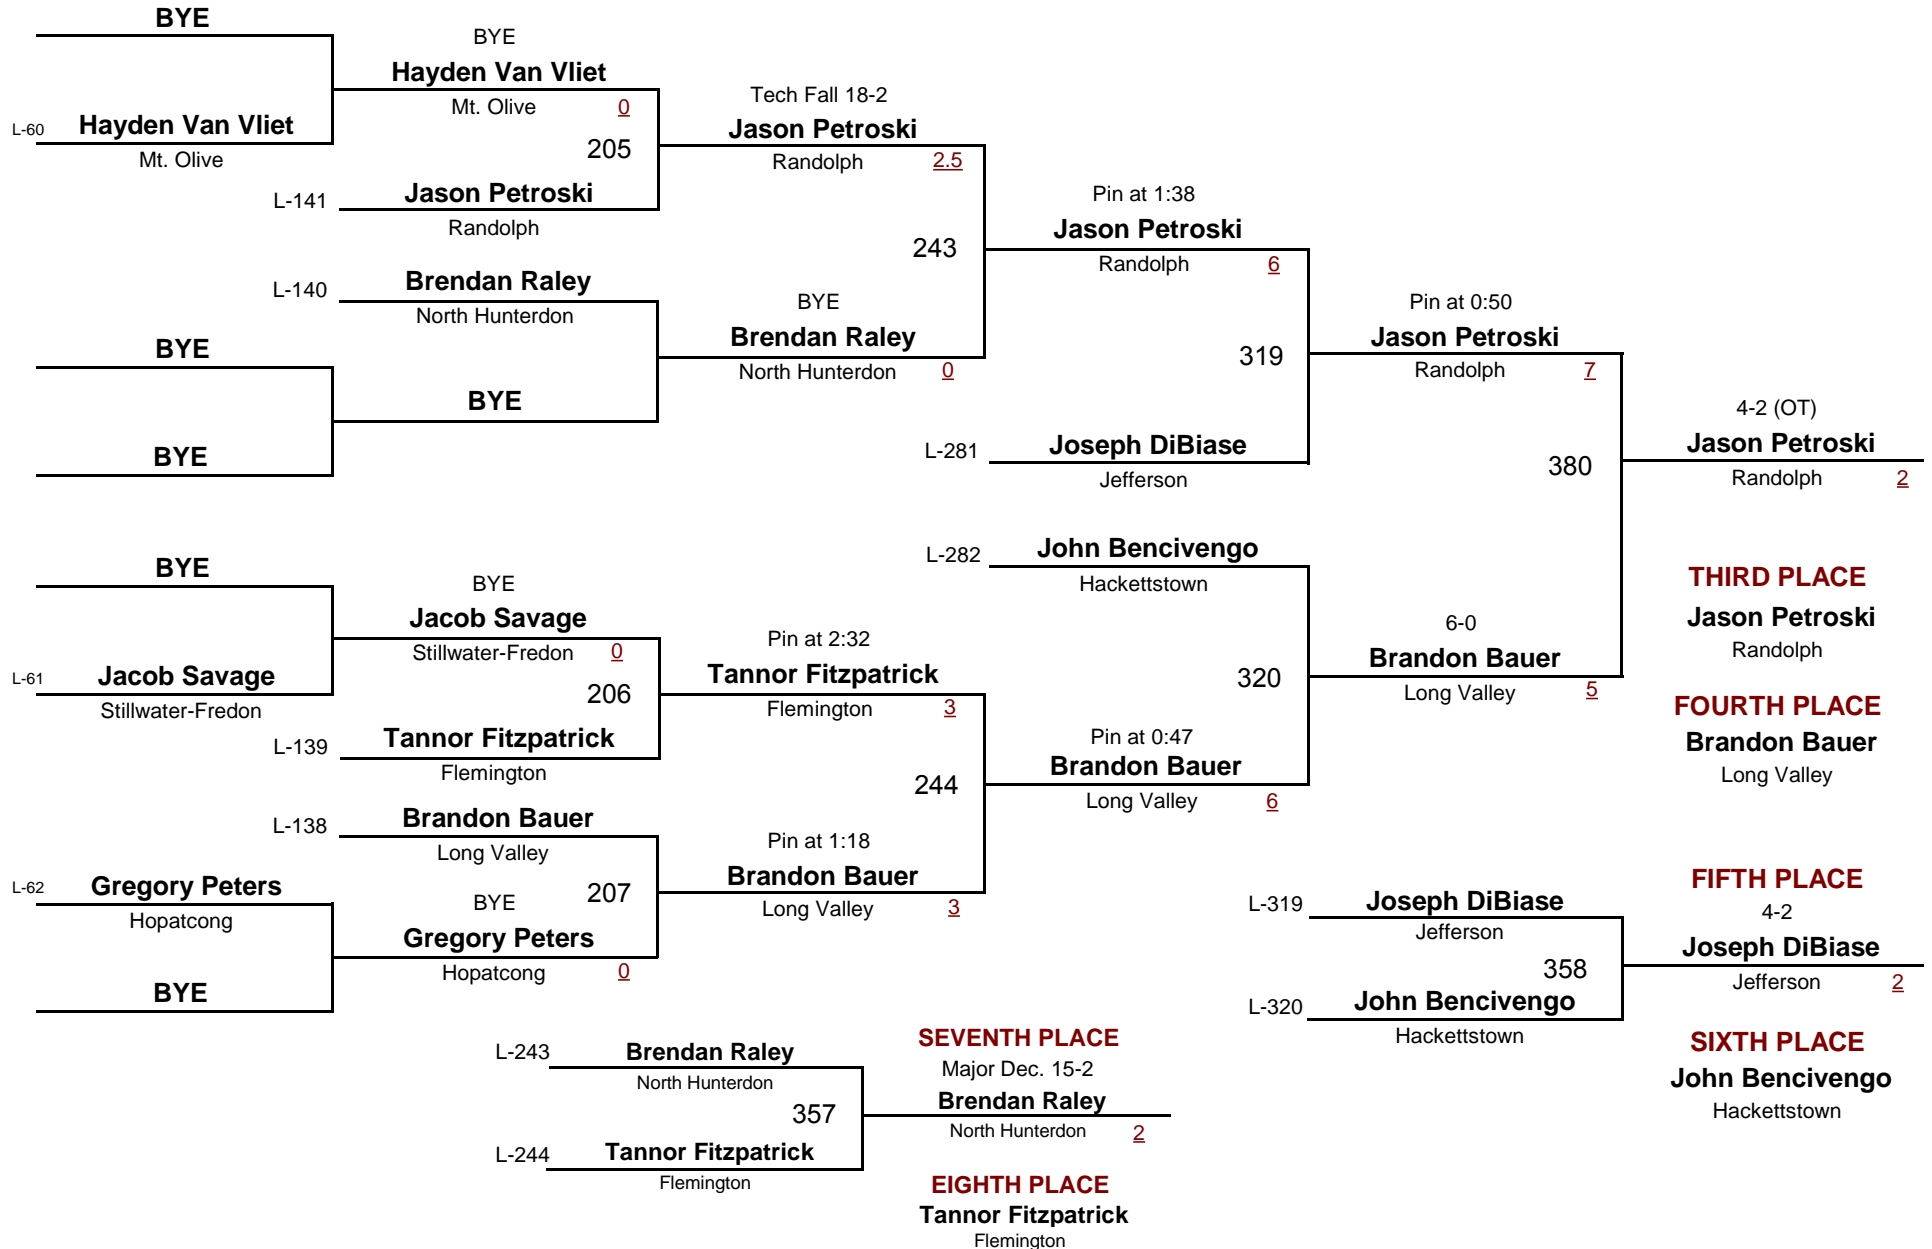 BYE
BYE
Hayden Van Vliet
Mt. Olive 0
L-60 Hayden Van Vliet
Mt. Olive
205
Tech Fall 18-2
Jason Petroski
Randolph 2.5
L-141 Jason Petroski
Randolph
243
Pin at 1:38
Jason Petroski
Randolph 6
L-140 Brendan Raley
North Hunterdon
BYE
Brendan Raley
North Hunterdon 0
BYE
BYE
BYE
319
Pin at 0:50
Jason Petroski
Randolph 7
L-281 Joseph DiBiase
Jefferson
380
4-2 (OT)
Jason Petroski
Randolph 2
L-282 John Bencivengo
Hackettstown
THIRD PLACE
Jason Petroski
Randolph
BYE
BYE
Jacob Savage
Stillwater-Fredon 0
L-61 Jacob Savage
Stillwater-Fredon
206
Pin at 2:32
Tannor Fitzpatrick
Flemington 3
L-139 Tannor Fitzpatrick
Flemington
320
6-0
Brandon Bauer
Long Valley 5
FOURTH PLACE
Brandon Bauer
Long Valley
244
Pin at 0:47
Brandon Bauer
Long Valley 6
L-138 Brandon Bauer
Long Valley
Pin at 1:18
Brandon Bauer
Long Valley 3
L-62 Gregory Peters
Hopatcong
207
BYE
Gregory Peters
Hopatcong 0
BYE
L-319 Joseph DiBiase
Jefferson
358
L-320 John Bencivengo
Hackettstown
FIFTH PLACE
4-2
Joseph DiBiase
Jefferson 2
SIXTH PLACE
John Bencivengo
Hackettstown
L-243 Brendan Raley
North Hunterdon
357
L-244 Tannor Fitzpatrick
Flemington
SEVENTH PLACE
Major Dec. 15-2
Brendan Raley
North Hunterdon 2
EIGHTH PLACE
Tannor Fitzpatrick
Flemington